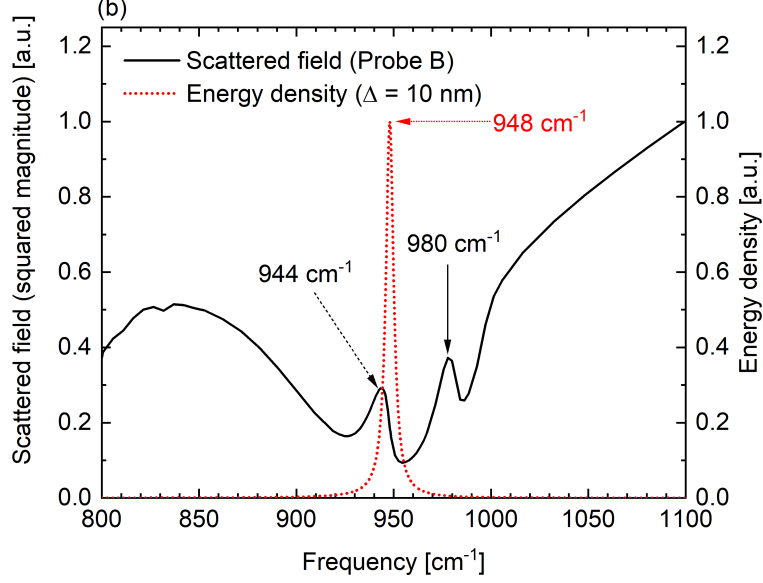 (b)
Scattered field (squared magnitude) [a.u.]
1.2
1.0
0.8
0.6
0.4
0.2
0.0
Scattered field (Probe B)
Energy density (Δ = 10 nm)
948 cm⁻¹
980 cm⁻¹
944 cm⁻¹
1.2
1.0
0.8
0.6
0.4
0.2
0.0
Energy density [a.u.]
800 850 900 950 1000 1050 1100
Frequency [cm⁻¹]